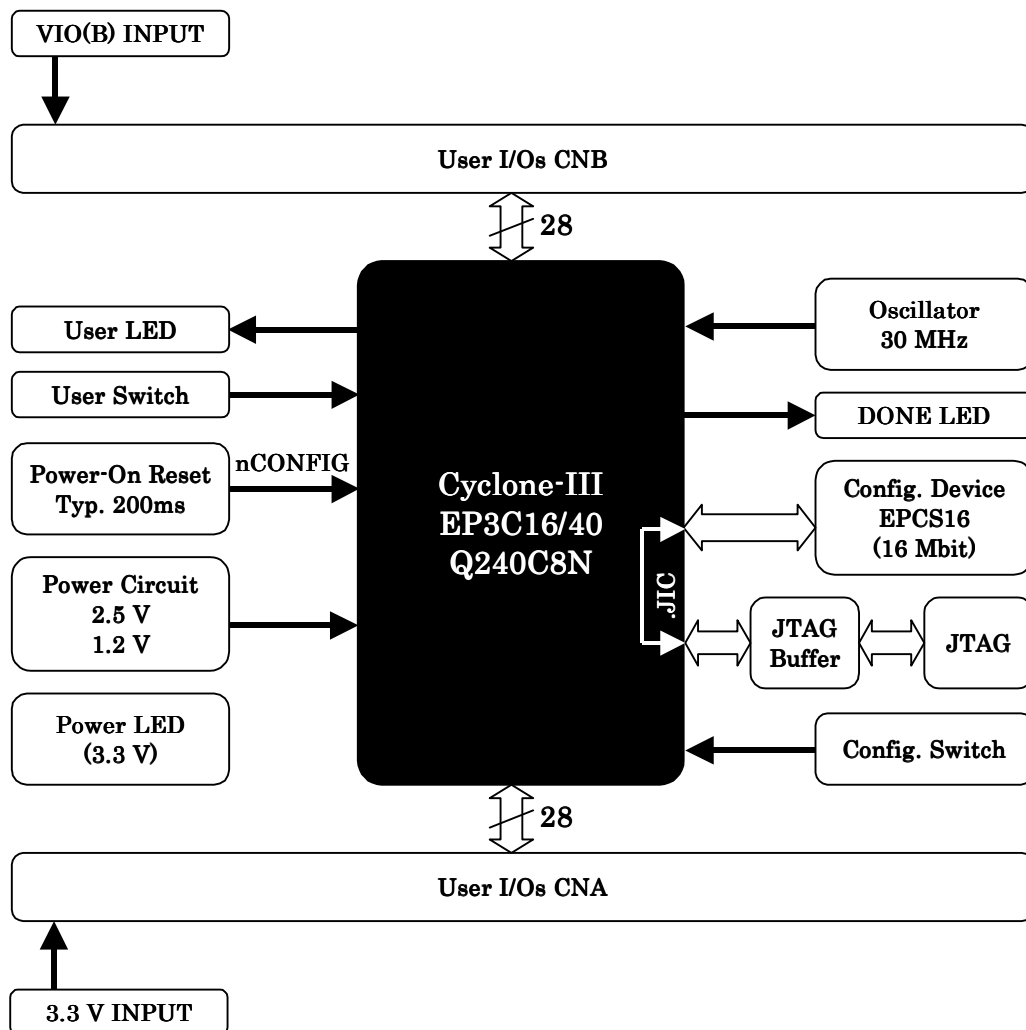 VIO(B) INPUT
User I/Os CNB
28
User LED
User Switch
Power-On Reset
Typ. 200ms
nCONFIG
Power Circuit
2.5 V
1.2 V
Power LED
(3.3 V)
Cyclone-III
EP3C16/40
Q240C8N
.JIC
Oscillator
30 MHz
DONE LED
Config. Device
EPCS16
(16 Mbit)
JTAG
Buffer
JTAG
Config. Switch
28
User I/Os CNA
3.3 V INPUT